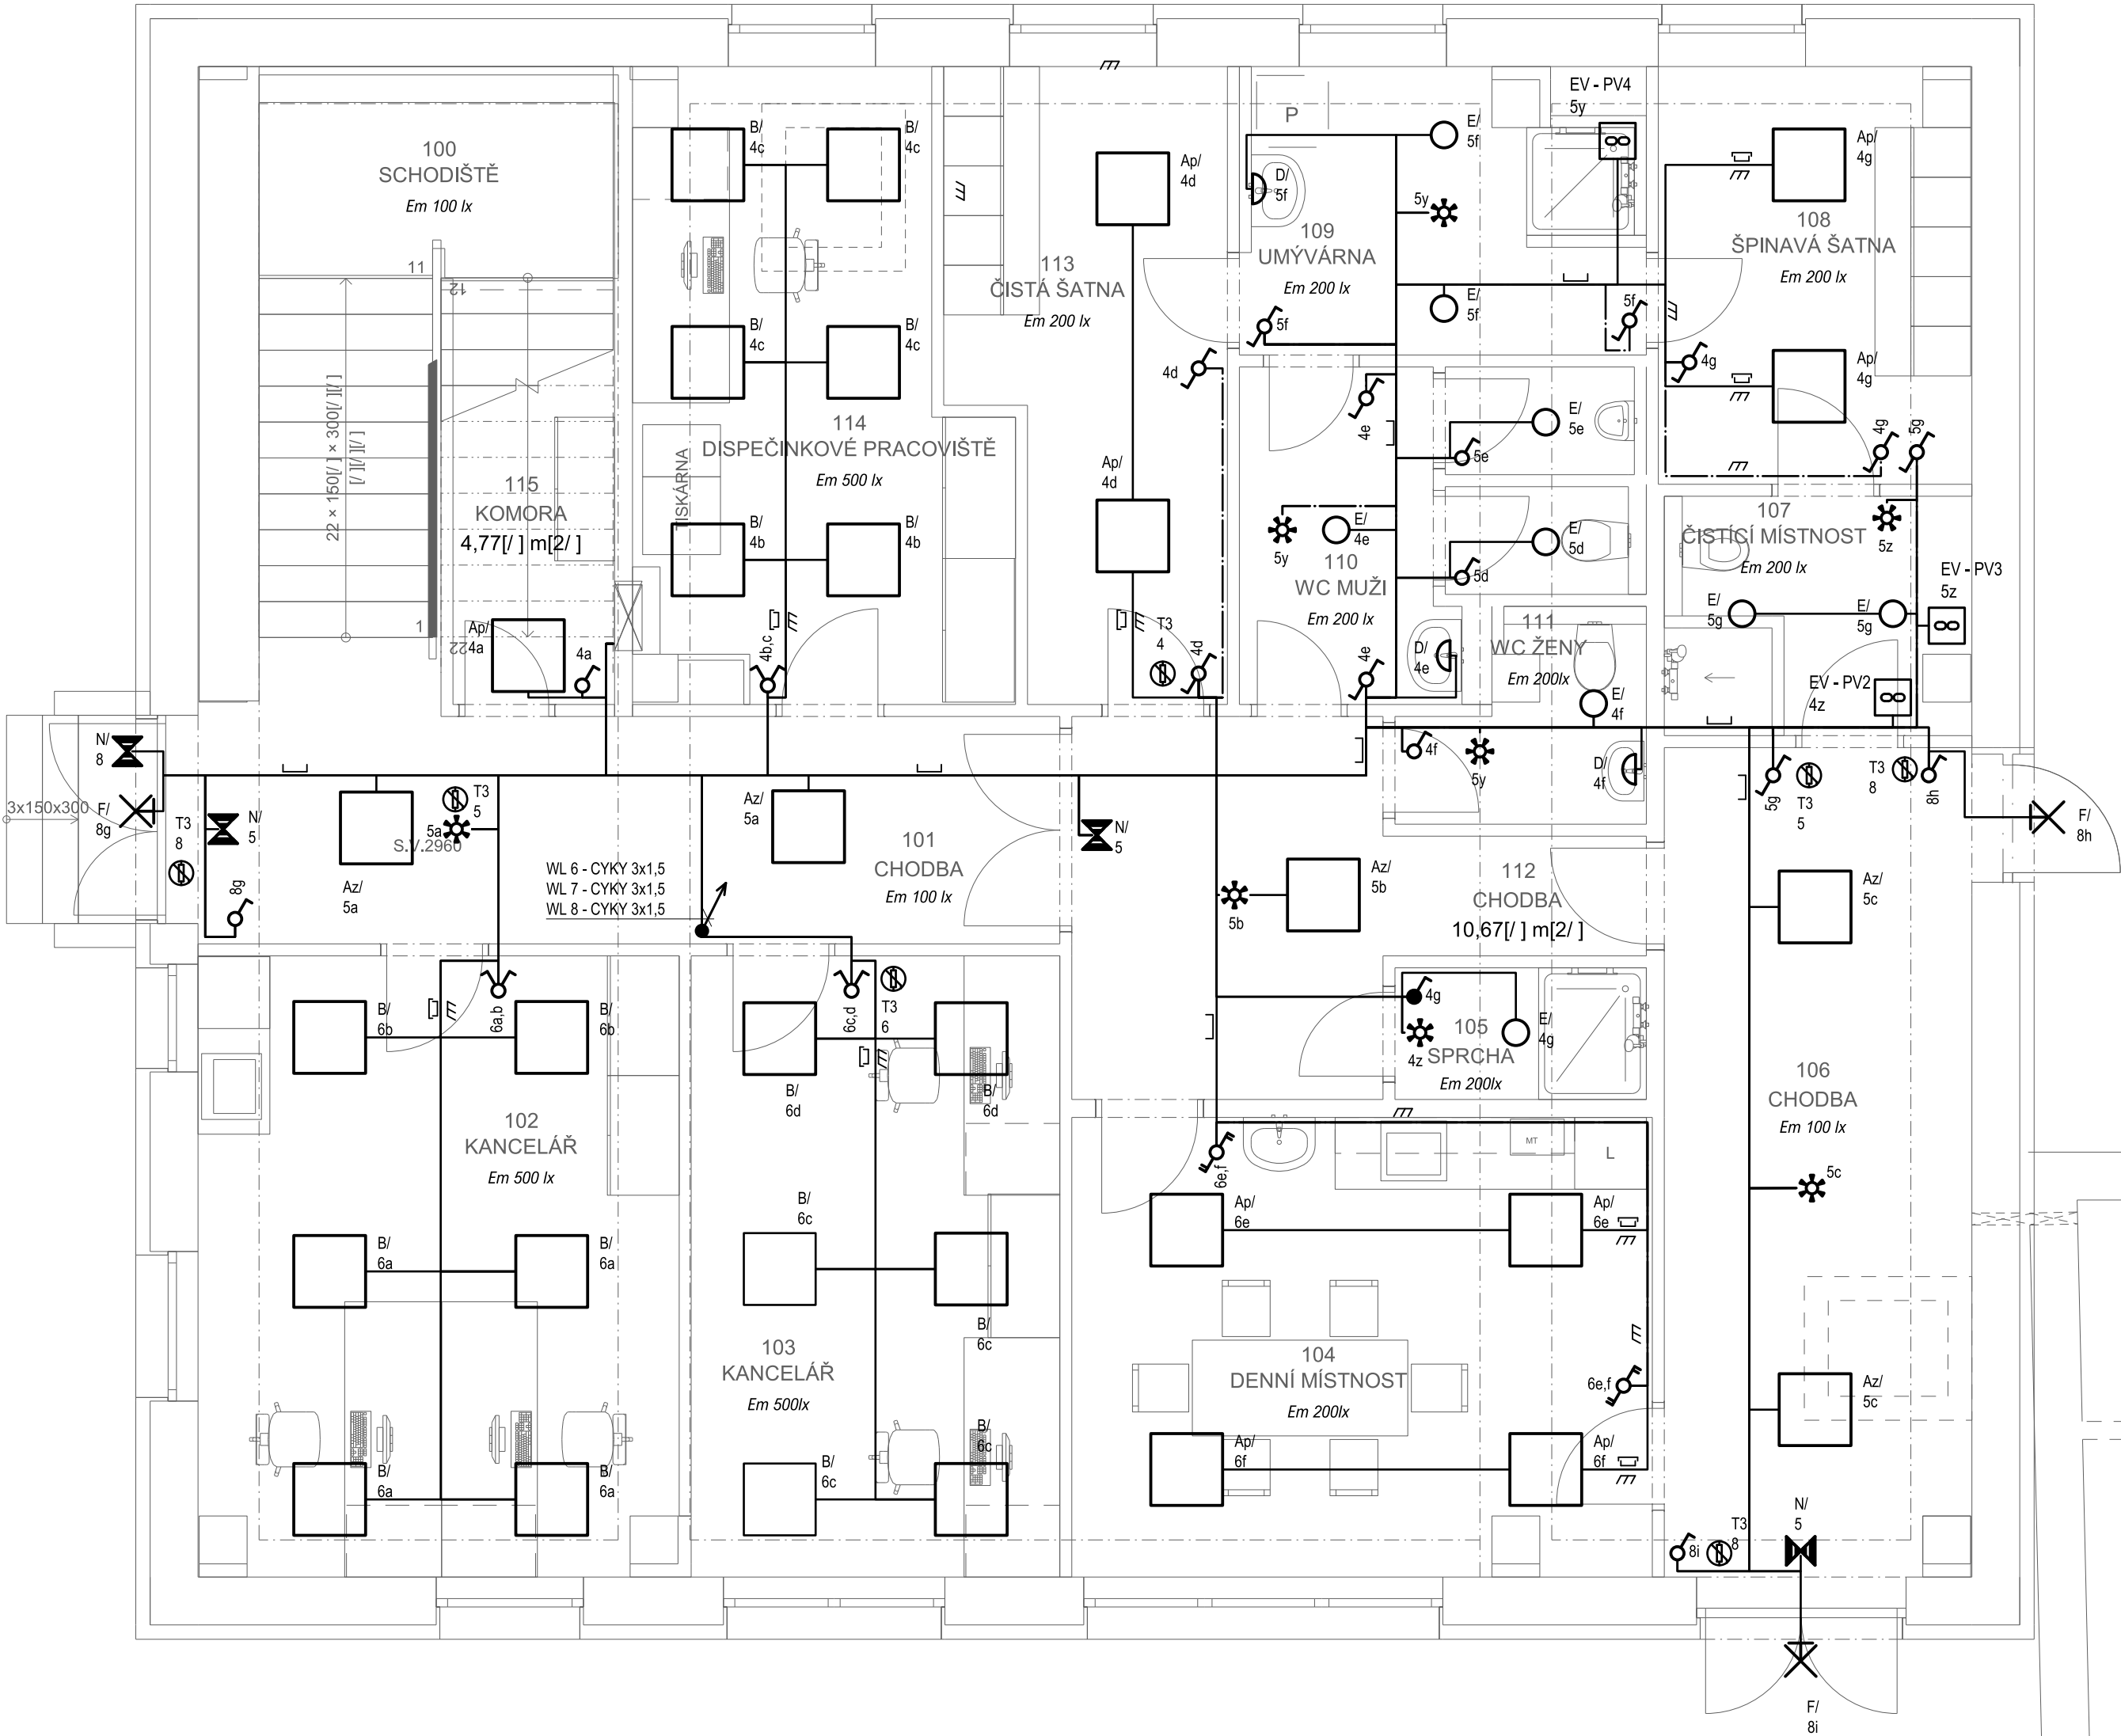 EV - PV4
5y
B/
4c
B/
4c
100
SCHODIŠTĚ
Em 100 lx
Ap/
4d
P
E/
5f
D/
5f
5y
Ap/
4g
109
UMÝVÁRNA
Em 200 lx
108
ŠPINAVÁ ŠATNA
Em 200 lx
113
ČISTÁ ŠATNA
Em 200 lx
11
12
E/
5f
5f
5f
B/
4c
B/
4c
4d
4g
Ap/
4g
22 × 150[/ ] × 300[/ ][/ ]
[/ ][/ ][/ ]
114
DISPEČINKOVÉ PRACOVIŠTĚ
Em 500 lx
TISKÁRNA
4e
E/
5e
5e
4g
5g
Ap/
4d
115
KOMORA
4,77[/ ] m[2/ ]
B/
4b
B/
4b
5y
E/
4e
E/
5d
5d
107
ČISTÍCÍ MÍSTNOST
Em 200 lx
5z
EV - PV3
5z
110
WC MUŽI
Em 200 lx
E/
5g
E/
5g
1
22
Ap/
4a
4a
4b,c
T3
4
4d
4e
D/
4e
111
WC ŽENY
Em 200lx
E/
4f
EV - PV2
4z
N/
8
F/
8g
3x150x300
T3
8
N/
5
8g
Az/
5a
T3
5
5a
S.V.2960
Az/
5a
101
CHODBA
Em 100 lx
N/
5
4f
5y
D/
4f
5g
T3
5
T3
8
8h
F/
8h
WL 6 - CYKY 3x1,5
WL 7 - CYKY 3x1,5
WL 8 - CYKY 3x1,5
5b
Az/
5b
112
CHODBA
10,67[/ ] m[2/ ]
Az/
5c
B/
6b
6a,b
B/
6b
6c,d
T3
6
B/
6d
B/
6d
4g
4z
105
SPRCHA
Em 200lx
E/
4g
106
CHODBA
Em 100 lx
102
KANCELÁŘ
Em 500 lx
6e,f
MT
L
5c
B/
6c
Ap/
6e
Ap/
6e
B/
6a
B/
6a
B/
6c
103
KANCELÁŘ
Em 500lx
104
DENNÍ MÍSTNOST
Em 200lx
6e,f
Az/
5c
B/
6a
B/
6a
B/
6c
B/
6c
Ap/
6f
Ap/
6f
8i
T3
8
N/
5
F/
8i